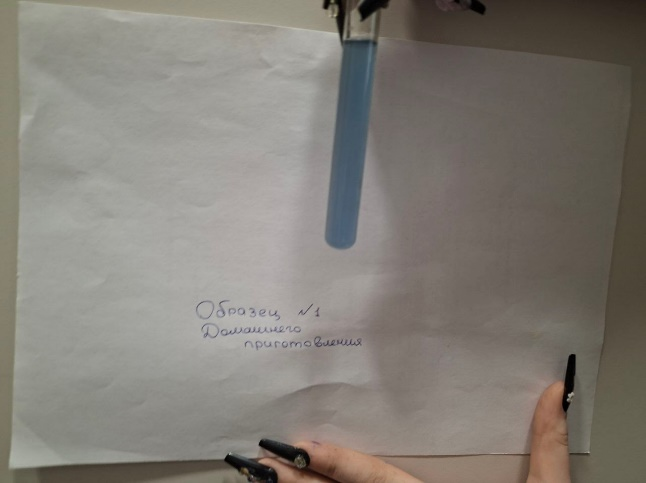 Образец №1
Домашнего
приготовления